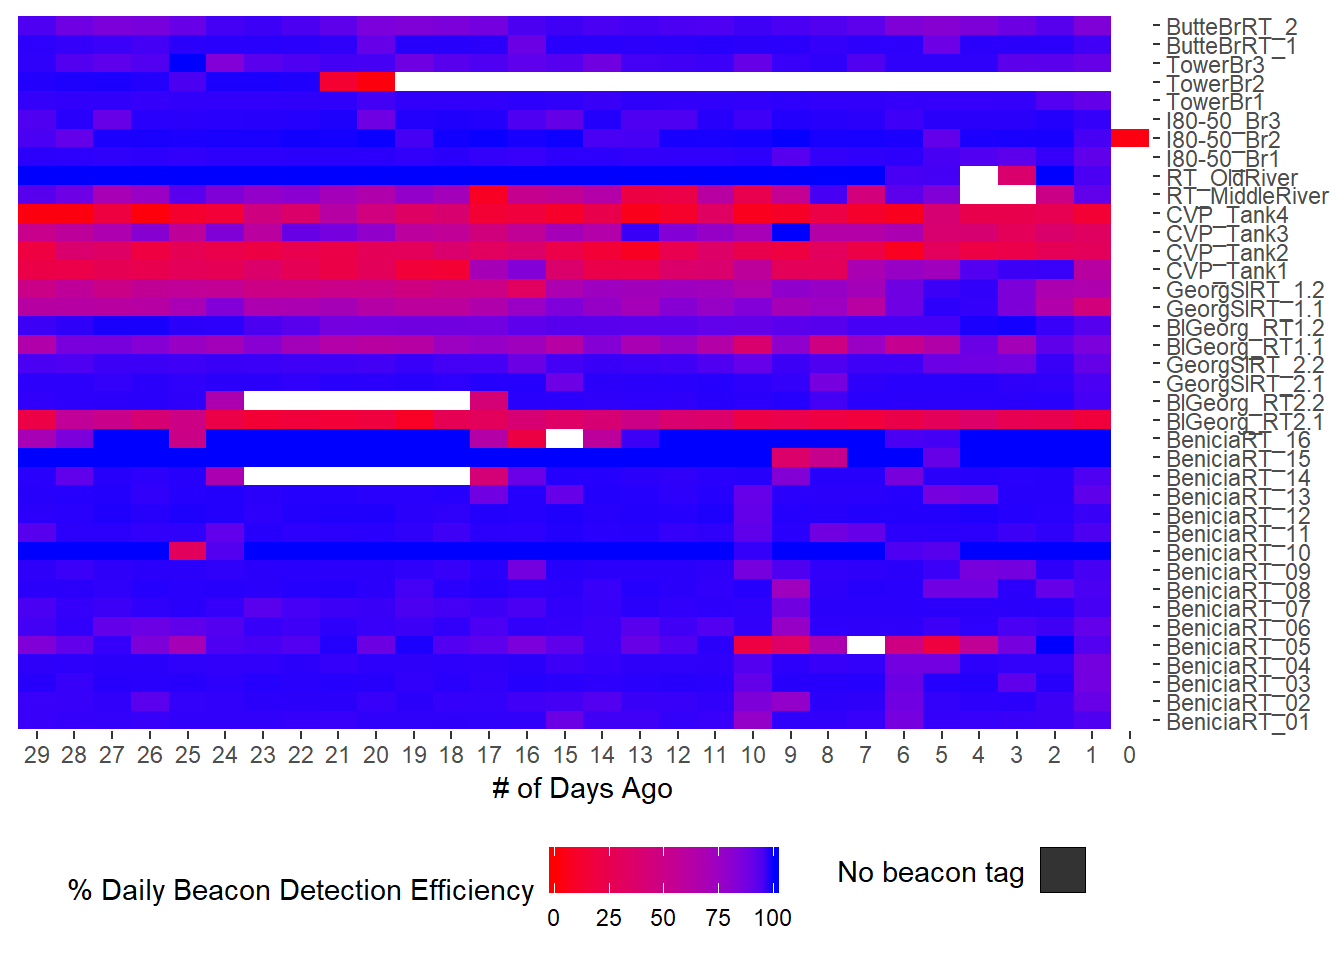 ButteBrRT_2
ButteBrRT_1
TowerBr3
TowerBr2
TowerBr1
I80-50_Br3
I80-50_Br2
I80-50_Br1
RT_OldRiver
RT_MiddleRiver
CVP_Tank4
CVP_Tank3
CVP_Tank2
CVP_Tank1
GeorgSlRT_1.2
GeorgSlRT_1.1
BlGeorg_RT1.2
BlGeorg_RT1.1
GeorgSlRT_2.2
GeorgSlRT_2.1
BlGeorg_RT2.2
BlGeorg_RT2.1
BeniciaRT_16
BeniciaRT_15
BeniciaRT_14
BeniciaRT_13
BeniciaRT_12
BeniciaRT_11
BeniciaRT_10
BeniciaRT_09
BeniciaRT_08
BeniciaRT_07
BeniciaRT_06
BeniciaRT_05
BeniciaRT_04
BeniciaRT_03
BeniciaRT_02
BeniciaRT_01
29 28 27 26 25 24 23 22 21 20 19 18 17 16 15 14 13 12 11 10 9 8 7 6 5 4 3 2 1 0
# of Days Ago
% Daily Beacon Detection Efficiency
0 25 50 75 100
No beacon tag